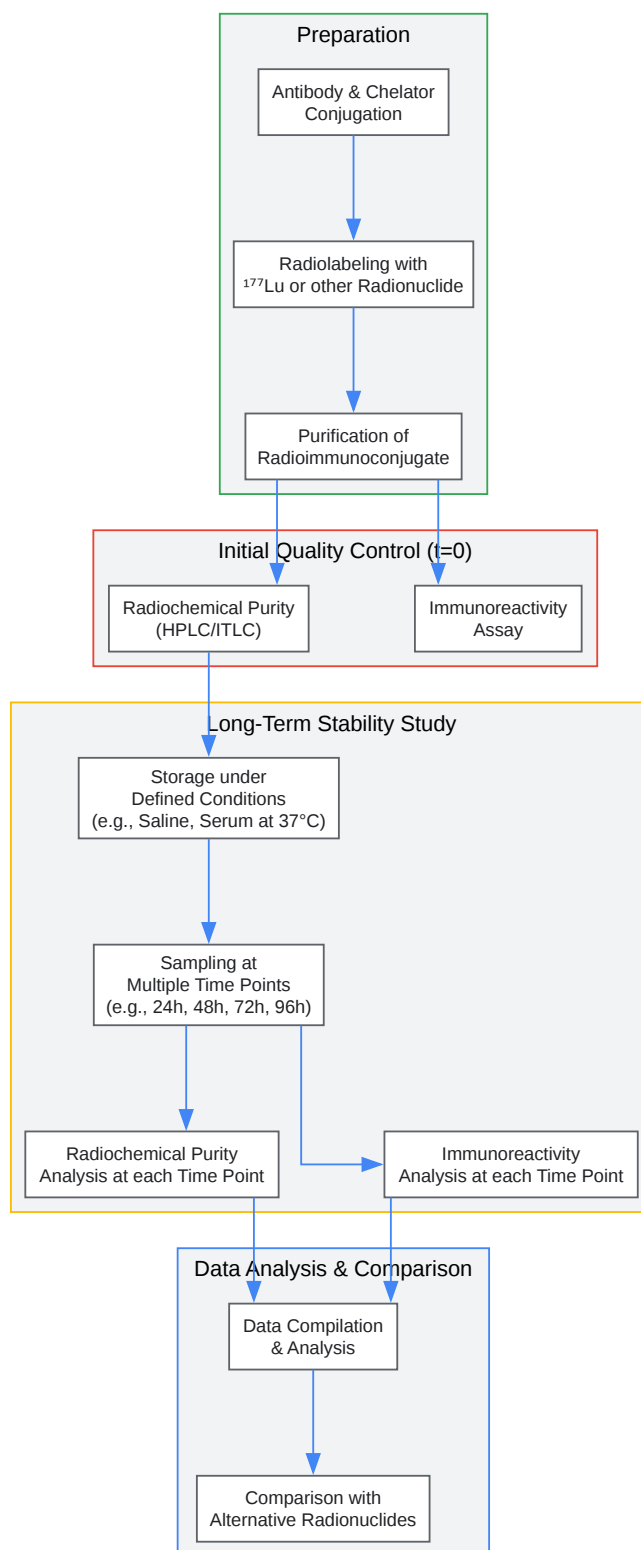 Preparation
Antibody & Chelator
Conjugation
Radiolabeling with
¹⁷⁷Lu or other Radionuclide
Purification of
Radioimmunoconjugate
Initial Quality Control (t=0)
Radiochemical Purity
(HPLC/ITLC)
Immunoreactivity
Assay
Long-Term Stability Study
Storage under
Defined Conditions
(e.g., Saline, Serum at 37°C)
Sampling at
Multiple Time Points
(e.g., 24h, 48h, 72h, 96h)
Radiochemical Purity
Analysis at each Time Point
Immunoreactivity
Analysis at each Time Point
Data Analysis & Comparison
Data Compilation
& Analysis
Comparison with
Alternative Radionuclides